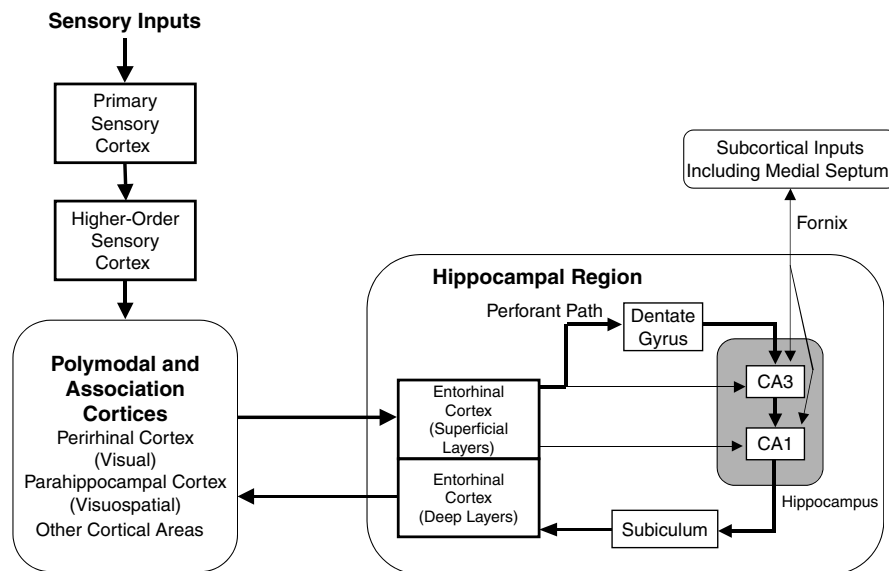 Sensory Inputs
Primary
Sensory
Cortex
Higher-Order
Sensory
Cortex
Polymodal and
Association
Cortices
Perirhinal Cortex
(Visual)
Parahippocampal Cortex
(Visuospatial)
Other Cortical Areas
Subcortical Inputs
Including Medial Septum
Fornix
Hippocampal Region
Perforant Path
Dentate
Gyrus
CA3
CA1
Hippocampus
Entorhinal
Cortex
(Superficial
Layers)
Entorhinal
Cortex
(Deep Layers)
Subiculum